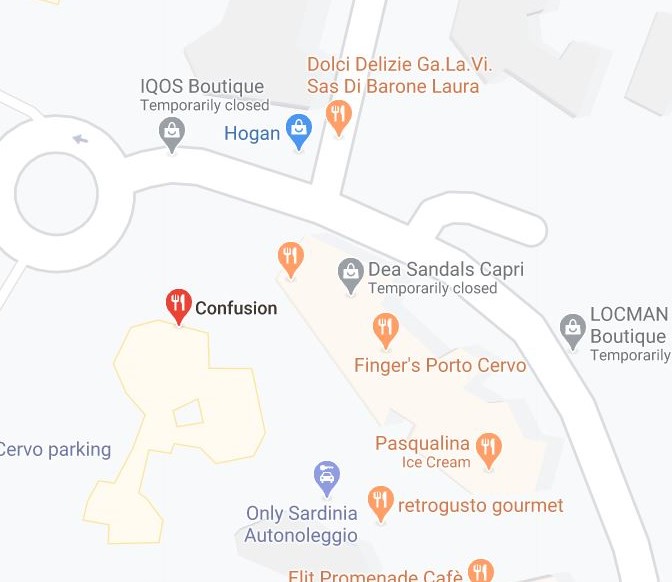 Dolci Delizie Ga.La.Vi.
Sas Di Barone Laura
IQOS Boutique
Temporarily closed
Hogan
Dea Sandals Capri
Temporarily closed
Confusion
LOCMAN
Boutique
Temporarily
Finger's Porto Cervo
Cervo parking
Pasqualina
Ice Cream
Only Sardinia
Autonoleggio
retrogusto gourmet
Elit Promenade Cafè